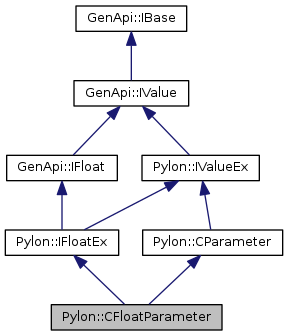 GenApi::IBase
GenApi::IValue
GenApi::IFloat
Pylon::IValueEx
Pylon::IFloatEx
Pylon::CParameter
Pylon::CFloatParameter